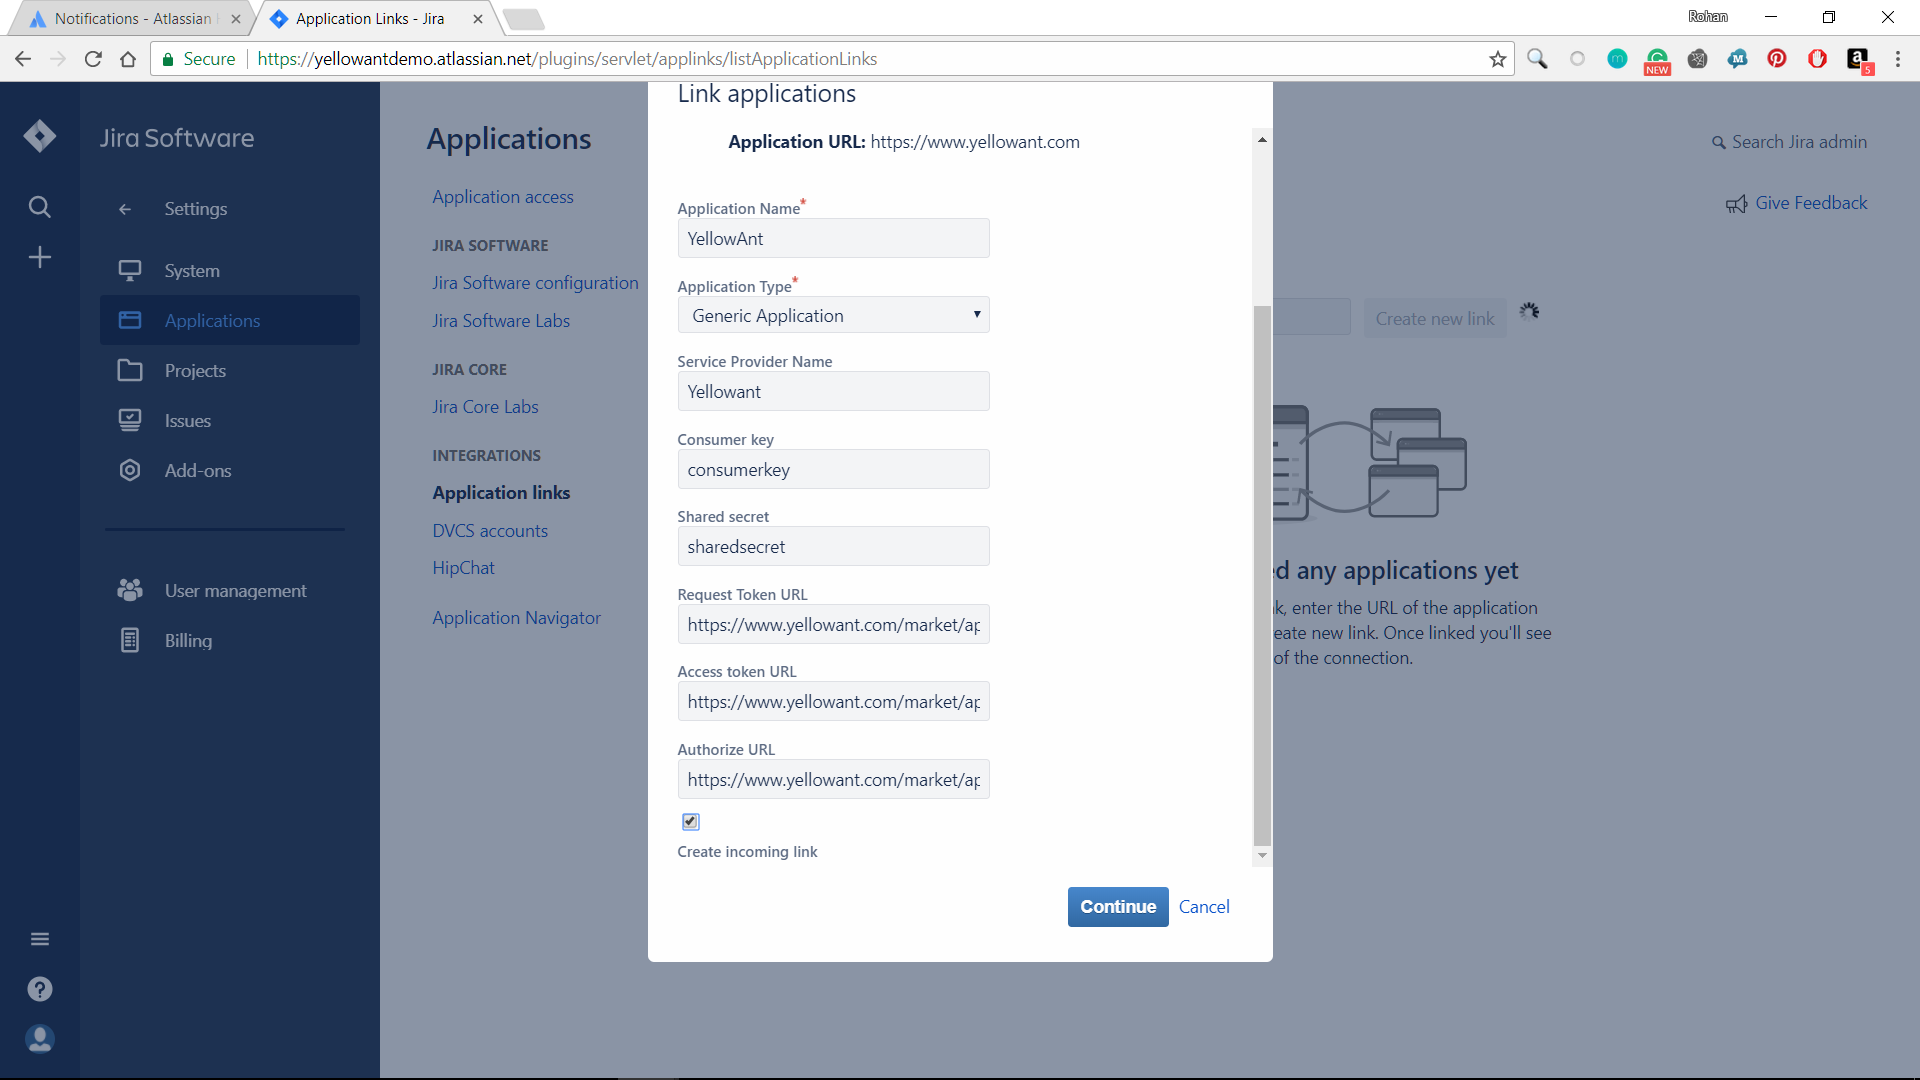 Notifications - Atlassian
Application Links - Jira
Rohan
Secure
https://yellowantdemo.atlassian.net/plugins/servlet/applinks/listApplicationLinks
NEW
5
Jira Software
Settings
System
Applications
Projects
Issues
Add-ons
User management
Billing
Applications
Application access
JIRA SOFTWARE
Jira Software configuration
Jira Software Labs
JIRA CORE
Jira Core Labs
INTEGRATIONS
Application links
DVCS accounts
HipChat
Application Navigator
Link applications
Application URL: https://www.yellowant.com
Application Name*
YellowAnt
Application Type*
Generic Application
Service Provider Name
Yellowant
Consumer key
consumerkey
Shared secret
sharedsecret
Request Token URL
https://www.yellowant.com/market/ap
Access token URL
https://www.yellowant.com/market/ap
Authorize URL
https://www.yellowant.com/market/ap
Create incoming link
Continue
Cancel
Search Jira admin
Give Feedback
Create new link
d any applications yet
k, enter the URL of the application
eate new link. Once linked you'll see
of the connection.